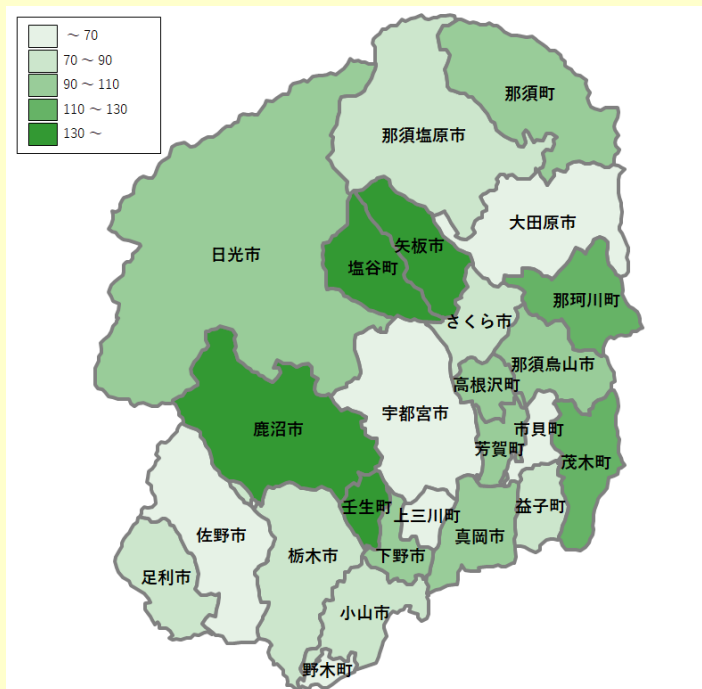 ～ 70
70 ～ 90
90 ～ 110
110 ～ 130
130 ～
那須町
那須塩原市
大田原市
矢板市
日光市
塩谷町
那珂川町
さくら市
那須烏山市
高根沢町
宇都宮市
鹿沼市
市貝町
芳賀町
茂木町
壬生町
益子町
上三川町
佐野市
真岡市
栃木市
下野市
足利市
小山市
野木町